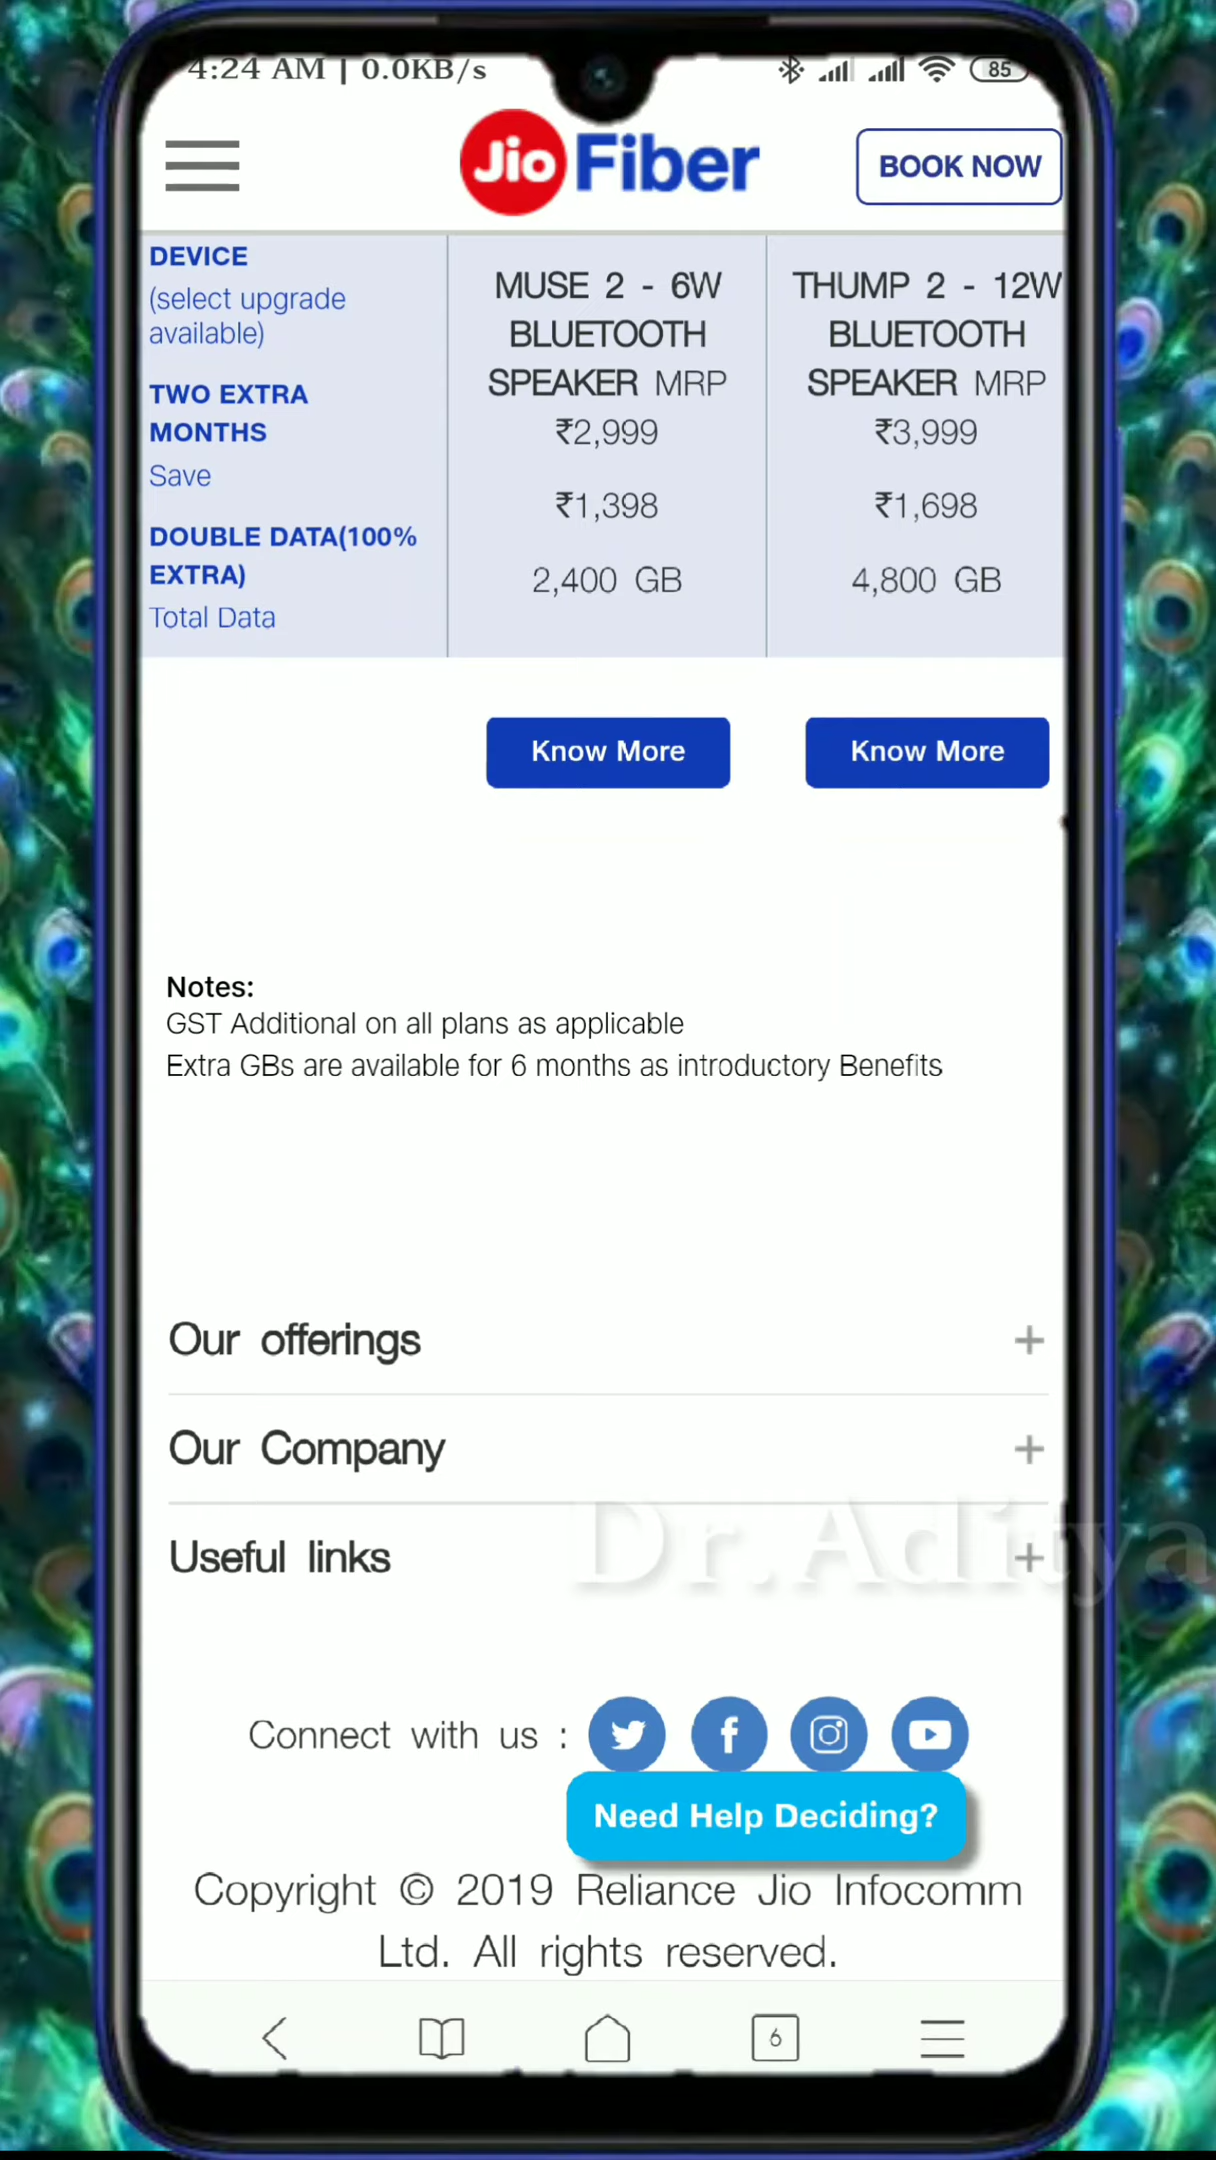 4:24 AM | 0.0KB/s
85
Jio Fiber
BOOK NOW
DEVICE
(select upgrade
available)
TWO EXTRA
MONTHS
Save
DOUBLE DATA(100%
EXTRA)
Total Data
MUSE 2 - 6W
BLUETOOTH
SPEAKER MRP
₹2,999
₹1,398
2,400 GB
THUMP 2 - 12W
BLUETOOTH
SPEAKER MRP
₹3,999
₹1,698
4,800 GB
Know More
Know More
Notes:
GST Additional on all plans as applicable
Extra GBs are available for 6 months as introductory Benefits
Our offerings
Our Company
Useful links
Dr.Aditya
Connect with us :
Need Help Deciding?
Copyright © 2019 Reliance Jio Infocomm
Ltd. All rights reserved.
6